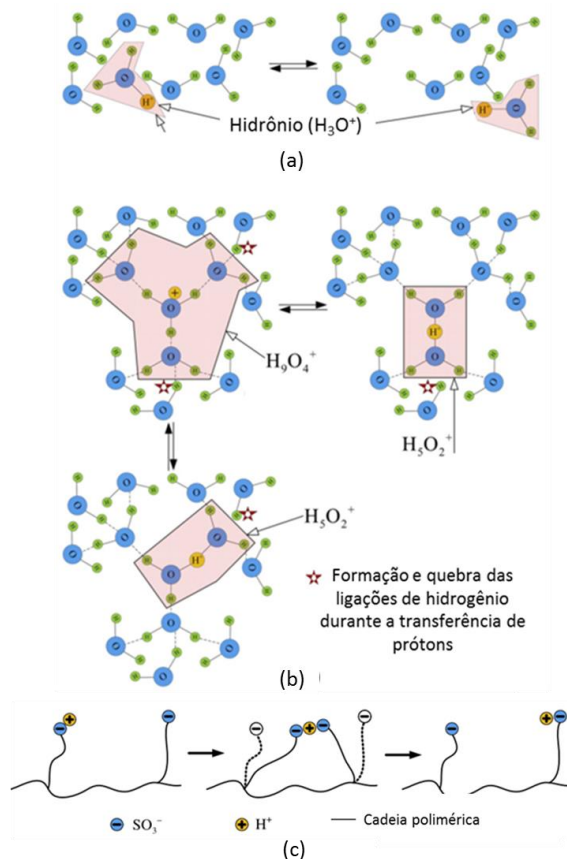 Hidrônio (H₃O⁺)
(a)
H₉O₄⁺
H₅O₂⁺
H₅O₂⁺
Formação e quebra das
ligações de hidrogênio
durante a transferência de
prótons
(b)
SO₃⁻
H⁺
Cadeia polimérica
(c)